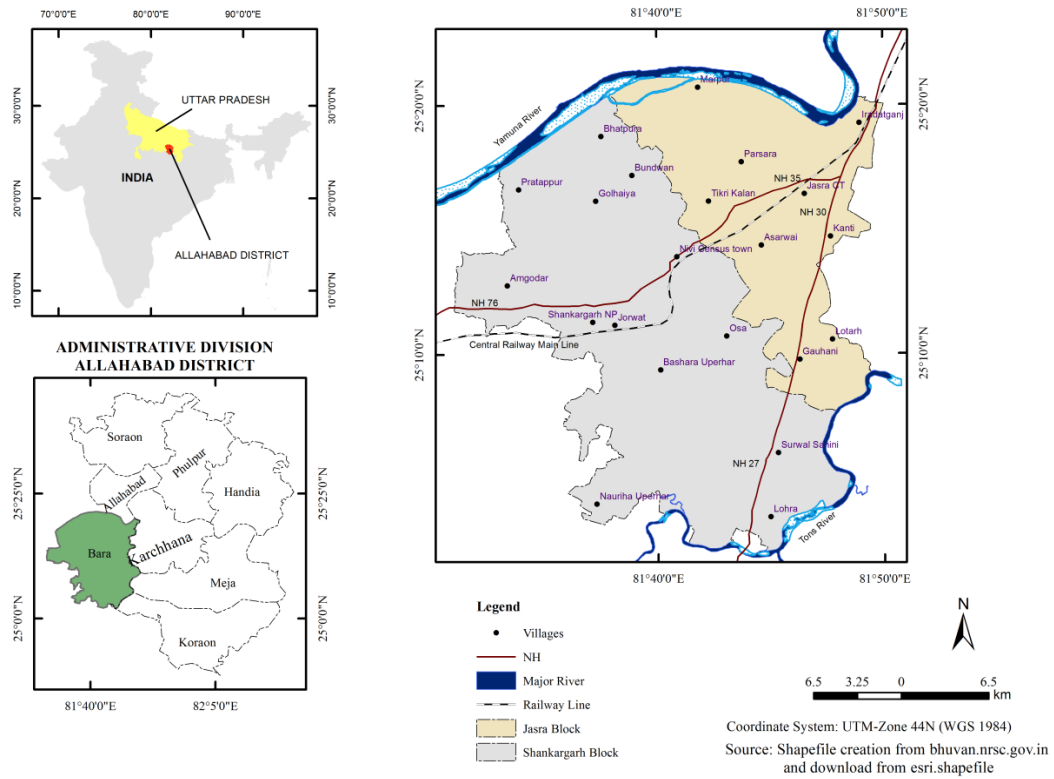 70°0'0"E
80°0'0"E
90°0'0"E
30°0'0"N
20°0'0"N
10°0'0"N
30°0'0"N
20°0'0"N
10°0'0"N
UTTAR PRADESH
INDIA
ALLAHABAD DISTRICT
ADMINISTRATIVE DIVISION
ALLAHABAD DISTRICT
Soraon
Phulpur
Allahabad
Handia
Bara
Karchhana
Meja
Koraon
25°25'0"N
25°0'0"N
25°25'0"N
25°0'0"N
81°40'0"E
82°5'0"E
81°40'0"E
81°50'0"E
25°20'0"N
25°10'0"N
25°20'0"N
25°10'0"N
Yamuna River
Marpur
Iradatganj
Bhatpura
Parsara
Bundwan
NH 35
Pratappur
Golhaiya
Tikri Kalan
Jasra CT
NH 30
Kanti
Asarwai
Nivi Census town
Amgodar
NH 76
Shankargarh NP
Jorwat
Osa
Lotarh
Central Railway Main Line
Gauhani
Bashara Uperhar
Surwal Sahini
NH 27
Nauriha Uperhar
Lohra
Tons River
81°40'0"E
81°50'0"E
Legend
Villages
NH
Major River
Railway Line
Jasra Block
Shankargarh Block
N
6.5 3.25 0 6.5
km
Coordinate System: UTM-Zone 44N (WGS 1984)
Source: Shapefile creation from bhuvan.nrsc.gov.in
and download from esri.shapefile